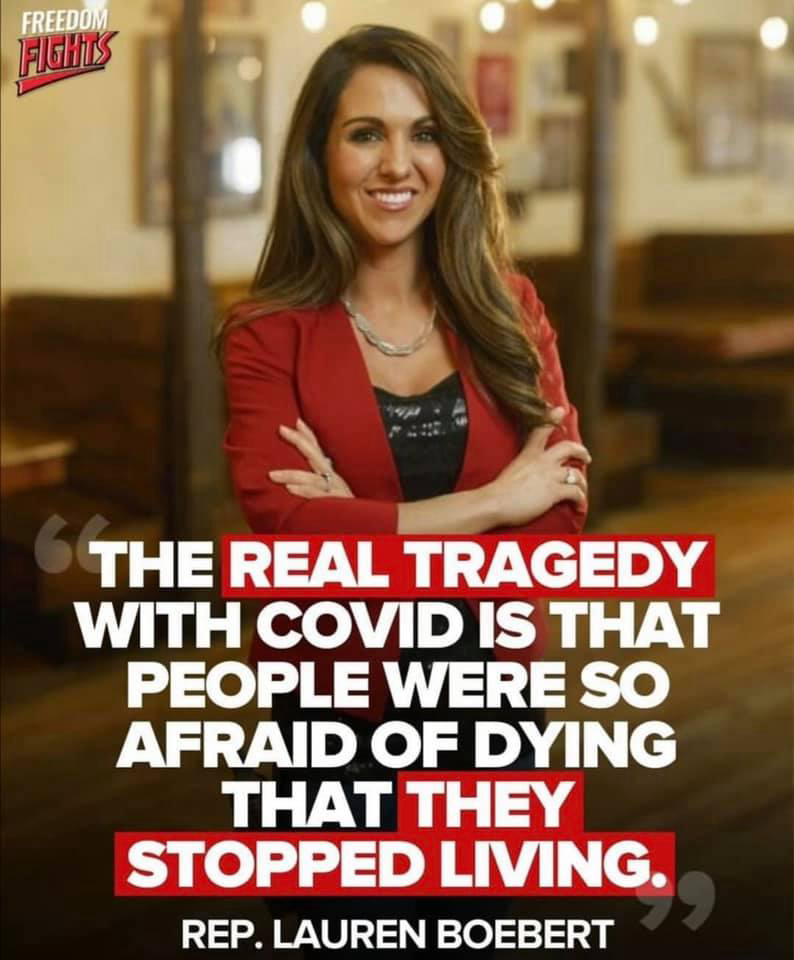 FREEDOM
FIGHTS
“THE REAL TRAGEDY
WITH COVID IS THAT
PEOPLE WERE SO
AFRAID OF DYING
THAT THEY
STOPPED LIVING.”
REP. LAUREN BOEBERT